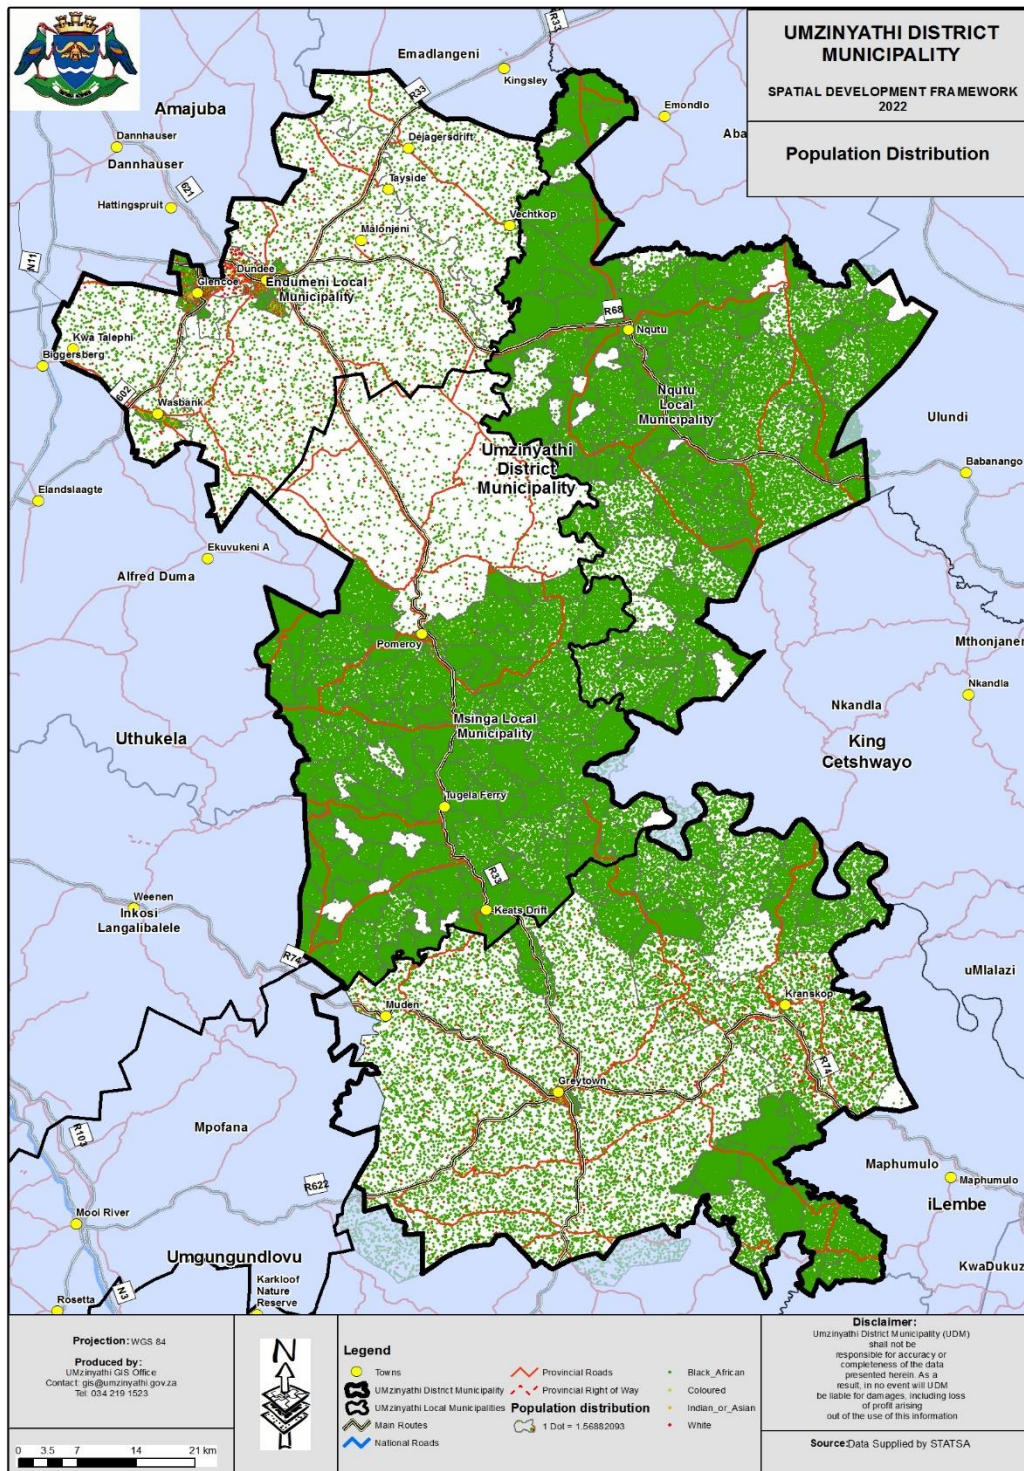 UMZINYATHI DISTRICT
MUNICIPALITY
SPATIAL DEVELOPMENT FRAMEWORK
2022
Population Distribution
R33
Emadlangeni
Kingsley
Emondlo
Amajuba
R33
Aba
Dannhauser
Dannhauser
Dejagersdrift
621
Tayside
Hattingspruit
Vechtkop
Malonjeni
N11
Dundee
Glencoe
Endumeni Local
Municipality
R68
Nqutu
Kwa Talephi
Biggersberg
602
Nqutu
Local
Municipality
Wasbank
Ulundi
Umzinyathi
District
Municipality
Babanango
Elandslaagte
Ekuvukeni A
Alfred Duma
Pomeroy
Mthonjaner
Nkandla
Nkandla
Msinga Local
Municipality
Uthukela
King
Cetshwayo
Tugela Ferry
R33
Weenen
Inkosi
Langalibalele
Keats Drift
R74
uMlalazi
Muden
Kranskop
R74
Greytown
R103
Mpofana
Maphumulo
Maphumulo
R622
iLembe
Mooi River
Umgungundlovu
KwaDukuz
Karkloof
Nature
Reserve
Rosetta
N3
Projection: WGS 84
Produced by:
UMzinyathi GIS Office
Contact: gis@umzinyathi.gov.za
Tel: 034 219 1523
0 3.5 7 14 21 km
N
Legend
Towns
UMzinyathi District Municipality
UMzinyathi Local Municipalities
Main Routes
National Roads
Provincial Roads
Provincial Right of Way
Population distribution
1 Dot = 1.56882093
Black_African
Coloured
Indian_or_Asian
White
Disclaimer:
Umzinyathi District Municipality (UDM)
shall not be
responsible for accuracy or
completeness of the data
presented herein. As a
result, in no event will UDM
be liable for damages, including loss
of profit arising
out of the use of this information
Source:Data Supplied by STATSA